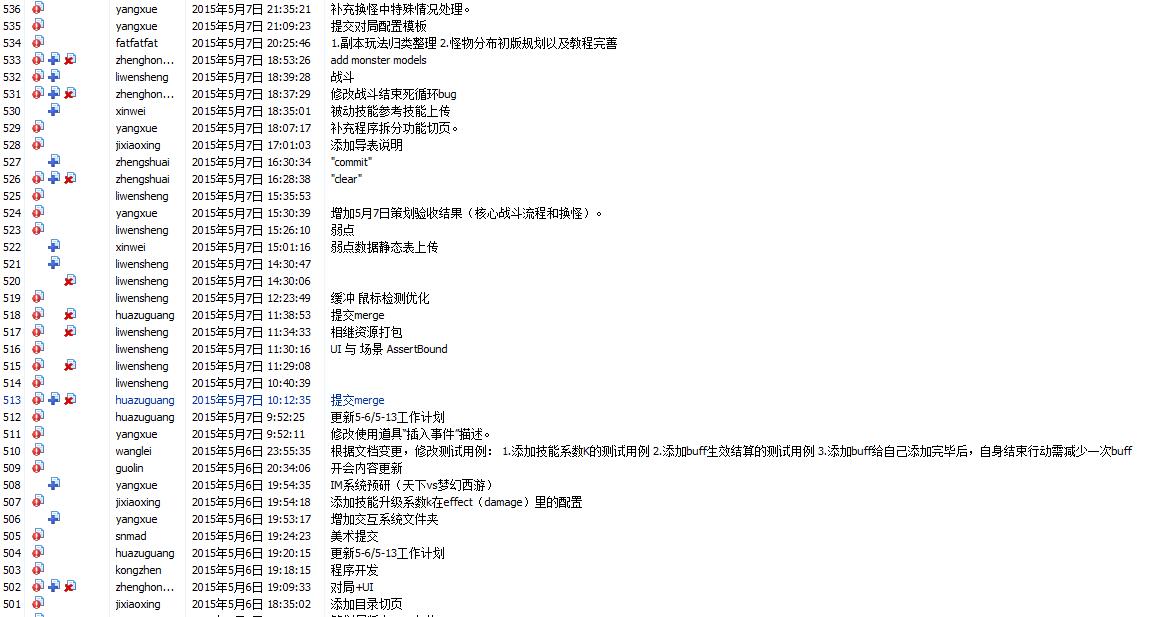 536 yangxue 2015年5月7日 21:35:21 补充换怪中特殊情况处理。
535 yangxue 2015年5月7日 21:09:23 提交对局配置模板
534 fatfatfat 2015年5月7日 20:25:46 1.副本玩法归类整理 2.怪物分布初版规划以及教程完善
533 zhenghon... 2015年5月7日 18:53:26 add monster models
532 liwensheng 2015年5月7日 18:39:28 战斗
531 zhenghon... 2015年5月7日 18:37:29 修改战斗结束死循环bug
530 xinwei 2015年5月7日 18:35:01 被动技能参考技能上传
529 yangxue 2015年5月7日 18:07:17 补充程序拆分功能切页。
528 jixiaoxing 2015年5月7日 17:01:03 添加导表说明
527 zhengshuai 2015年5月7日 16:30:34 "commit"
526 zhengshuai 2015年5月7日 16:28:38 "clear"
525 liwensheng 2015年5月7日 15:35:53
524 yangxue 2015年5月7日 15:30:39 增加5月7日策划验收结果（核心战斗流程和换怪）。
523 liwensheng 2015年5月7日 15:26:10 弱点
522 xinwei 2015年5月7日 15:01:16 弱点数据静态表上传
521 liwensheng 2015年5月7日 14:30:47
520 liwensheng 2015年5月7日 14:30:06
519 liwensheng 2015年5月7日 12:23:49 缓冲 鼠标检测优化
518 huazuguang 2015年5月7日 11:38:53 提交merge
517 liwensheng 2015年5月7日 11:34:33 相继资源打包
516 liwensheng 2015年5月7日 11:30:16 UI 与 场景 AssertBound
515 liwensheng 2015年5月7日 11:29:08
514 liwensheng 2015年5月7日 10:40:39
513 huazuguang 2015年5月7日 10:12:35 提交merge
512 huazuguang 2015年5月7日 9:52:25 更新5-6/5-13工作计划
511 yangxue 2015年5月7日 9:52:11 修改使用道具“插入事件”描述。
510 wanglei 2015年5月6日 23:55:35 根据文档变更，修改测试用例： 1.添加技能系数K的测试用例 2.添加buff生效结算的测试用例 3.添加buff给自己添加完毕后，自身结束行动需减少一次buff
509 guolin 2015年5月6日 20:34:06 开会内容更新
508 yangxue 2015年5月6日 19:54:35 IM系统预研（天下vs梦幻西游）
507 jixiaoxing 2015年5月6日 19:54:18 添加技能升级系数k在effect（damage）里的配置
506 yangxue 2015年5月6日 19:53:17 增加交互系统文件夹
505 snmad 2015年5月6日 19:24:23 美术提交
504 huazuguang 2015年5月6日 19:20:15 更新5-6/5-13工作计划
503 kongzhen 2015年5月6日 19:18:15 程序开发
502 zhenghon... 2015年5月6日 19:09:33 对局+UI
501 jixiaoxing 2015年5月6日 18:35:02 添加目录切页